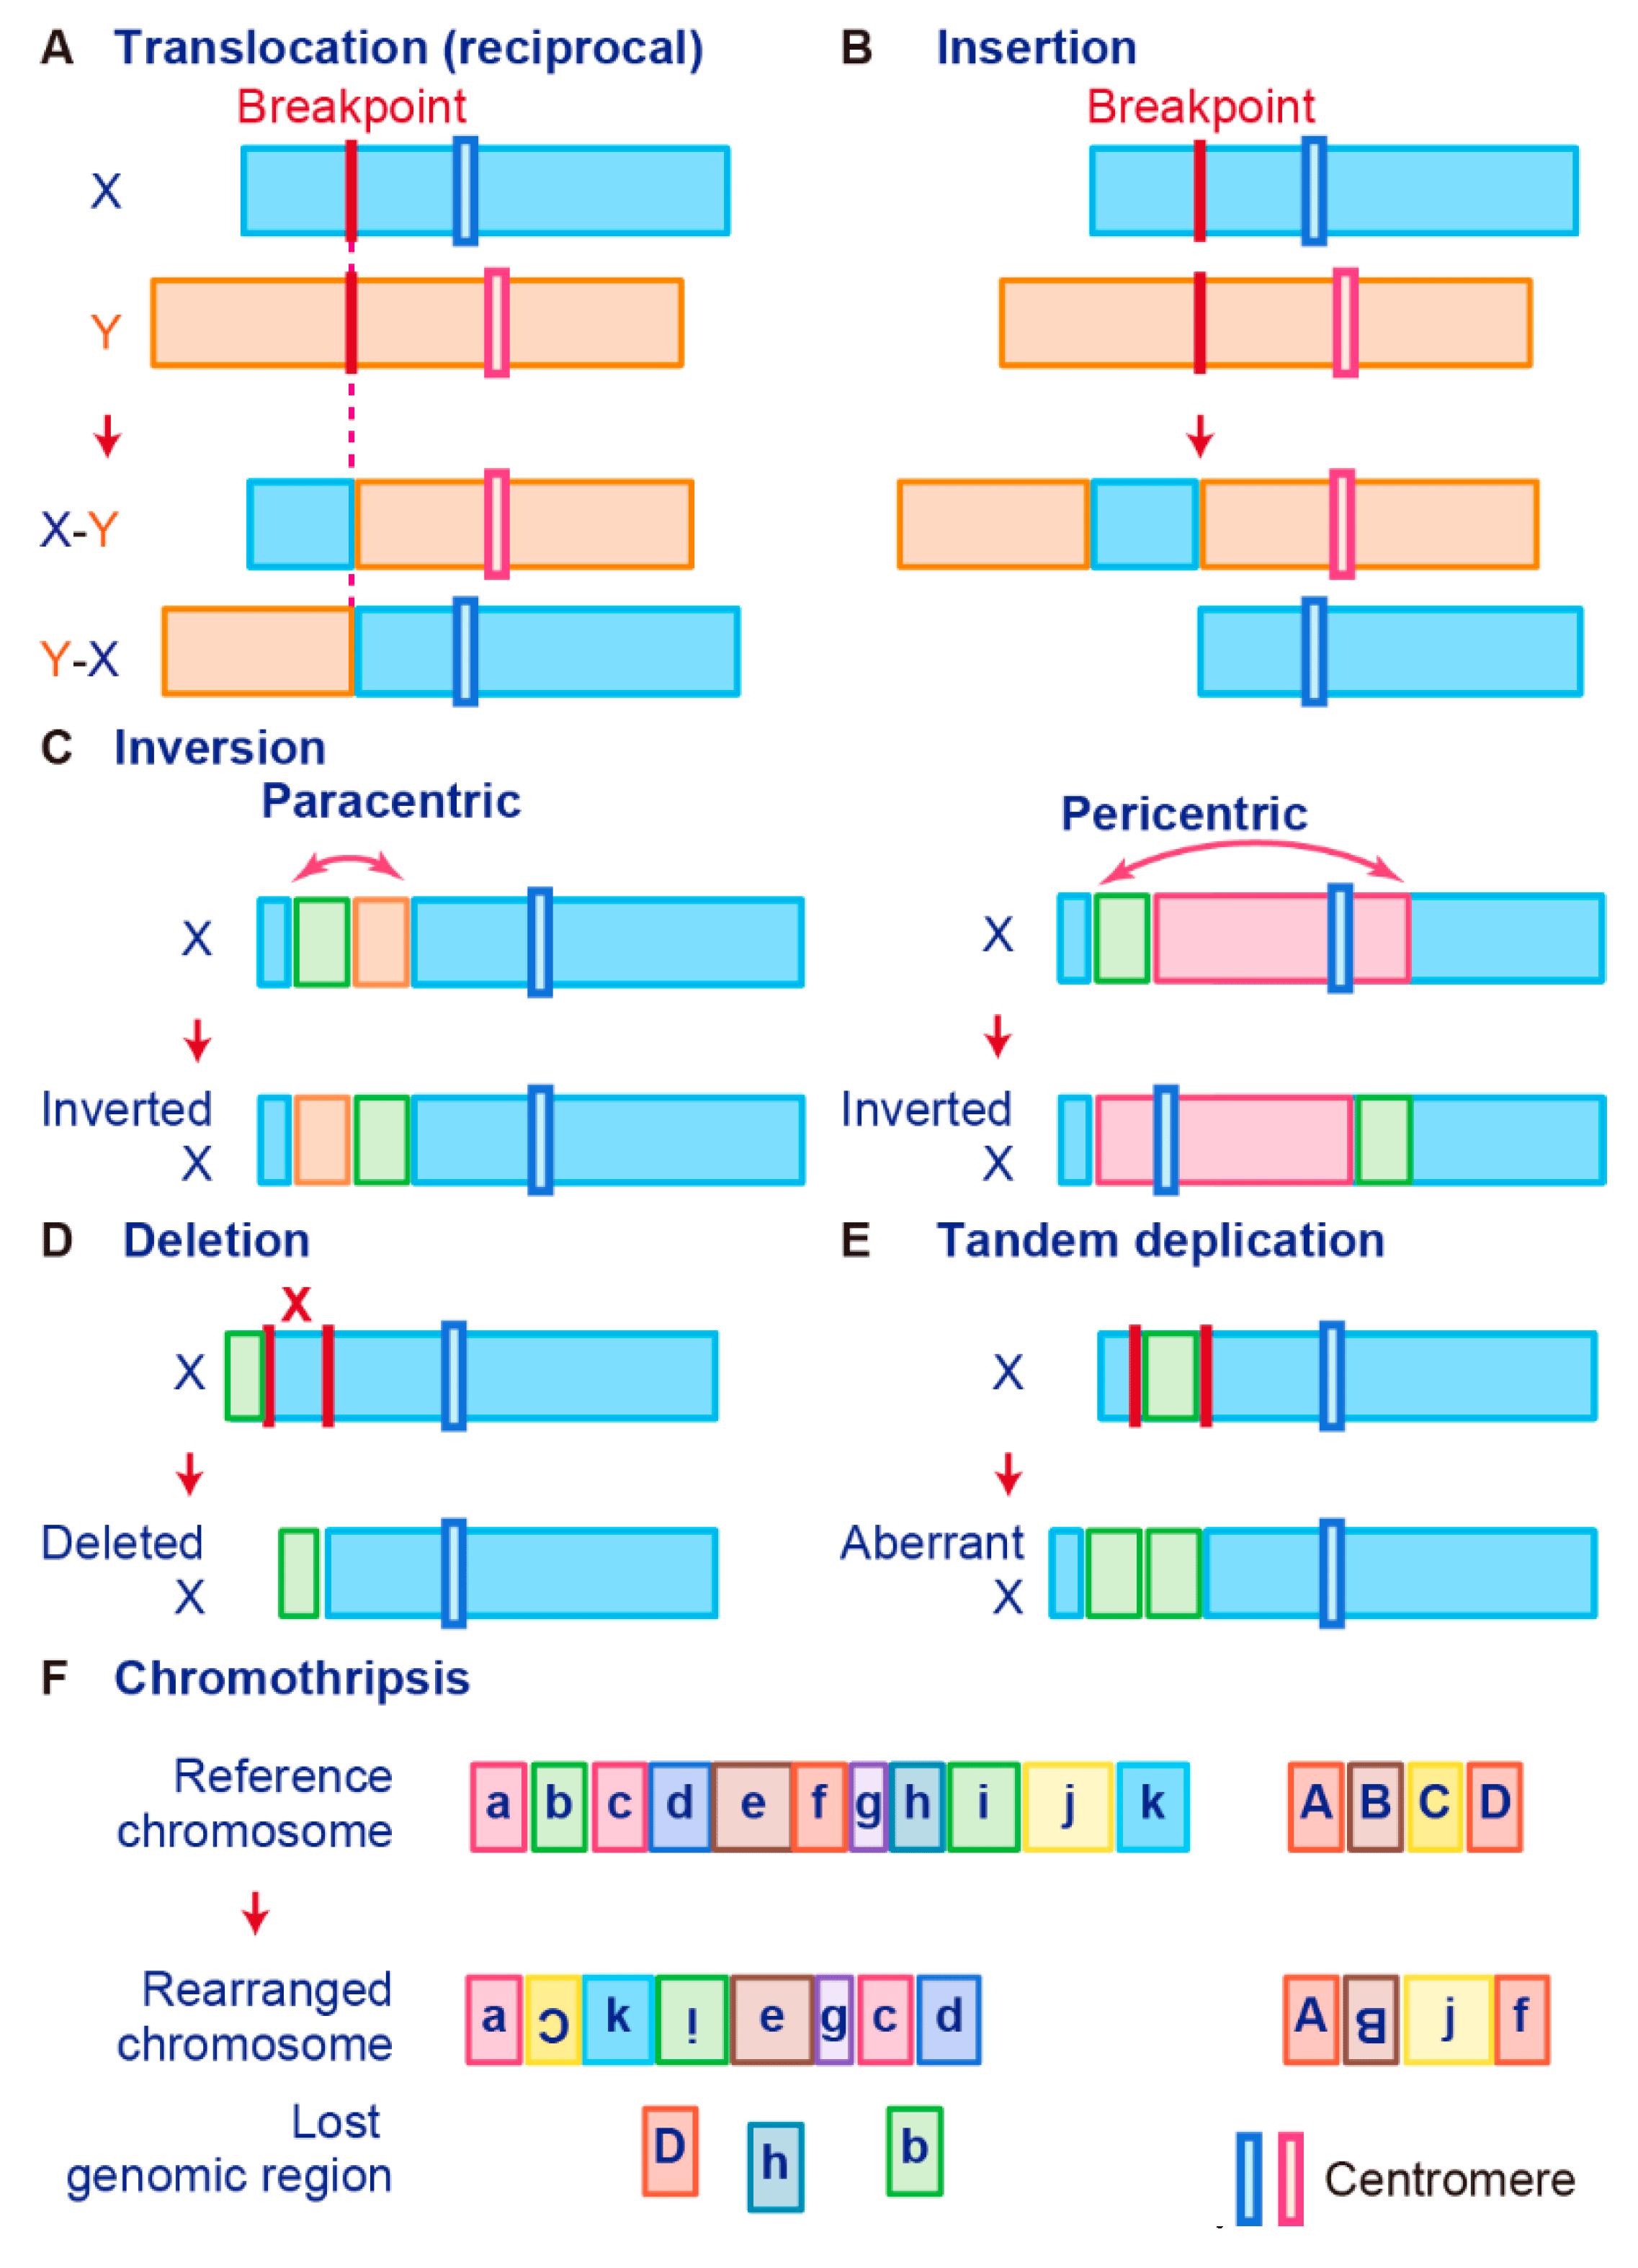 A Translocation (reciprocal)
Breakpoint
X
Y
X-Y
Y-X
B Insertion
Breakpoint
C Inversion
Paracentric
X
Inverted
X
Pericentric
X
Inverted
X
D Deletion
X
X
Deleted
X
E Tandem deplication
X
Aberrant
X
F Chromothripsis
Reference
chromosome
a b c d e f g h i j k
A B C D
Rearranged
chromosome
a C k i e g c d
A B j f
Lost
genomic region
D h b
Centromere